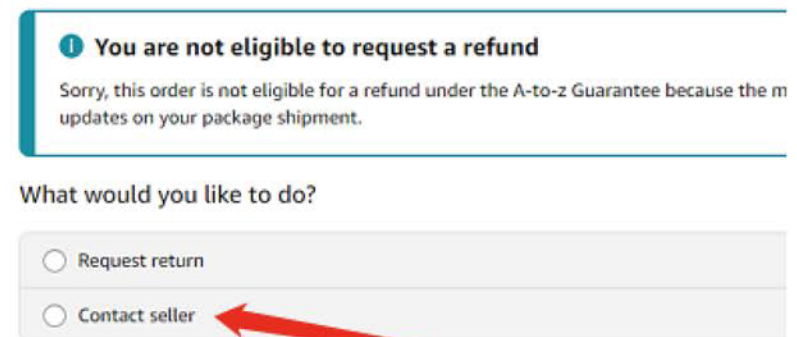 You are not eligible to request a refund
Sorry, this order is not eligible for a refund under the A-to-z Guarantee because the m
updates on your package shipment.
What would you like to do?
Request return
Contact seller